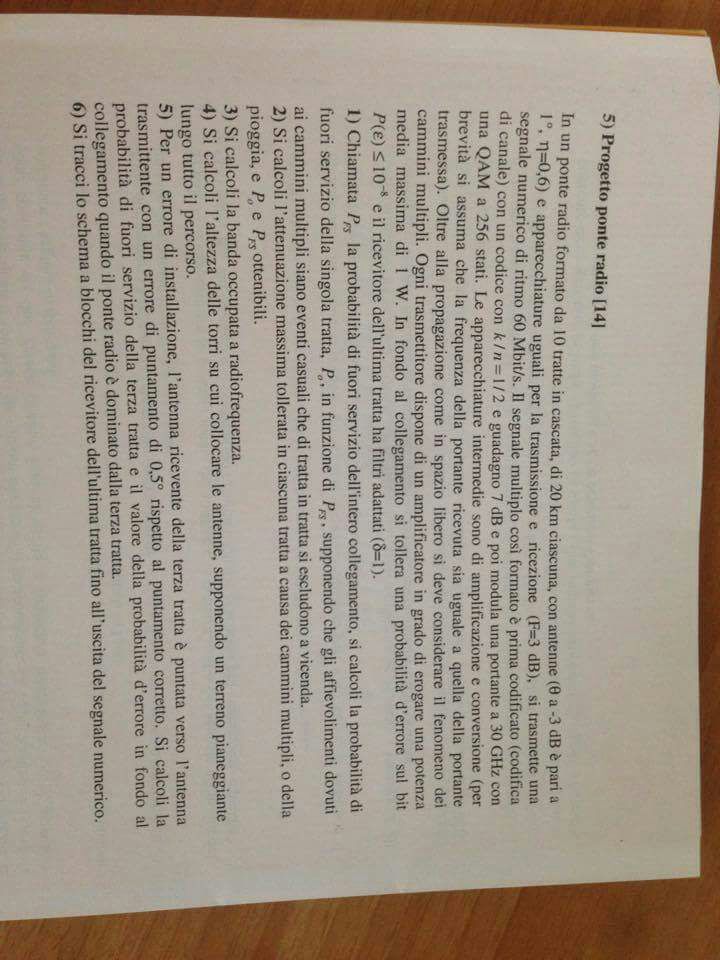 5) Progetto ponte radio [14]
In un ponte radio formato da 10 tratte in cascata, di 20 km ciascuna, con antenne (θ a -3 dB è pari a
1°, η=0,6) e apparecchiature uguali per la trasmissione e ricezione (F=3 dB), si trasmette una
segnale numerico di ritmo 60 Mbit/s. Il segnale multiplo così formato è prima codificato (codifica
di canale) con un codice con k/n=1/2 e guadagno 7 dB e poi modula una portante a 30 GHz con
una QAM a 256 stati. Le apparecchiature intermedie sono di amplificazione e conversione (per
brevità si assuma che la frequenza della portante ricevuta sia uguale a quella della portante
trasmessa). Oltre alla propagazione come in spazio libero si deve considerare il fenomeno dei
cammini multipli. Ogni trasmettitore dispone di un amplificatore in grado di erogare una potenza
media massima di 1 W. In fondo al collegamento si tollera una probabilità d'errore sul bit
P(ε) ≤ 10⁻⁸ e il ricevitore dell'ultima tratta ha filtri adattati (δ=1).
1) Chiamata P_FS la probabilità di fuori servizio dell'intero collegamento, si calcoli la probabilità di
fuori servizio della singola tratta, P_o, in funzione di P_FS, supponendo che gli affievolimenti dovuti
ai cammini multipli siano eventi casuali che di tratta in tratta si escludono a vicenda.
2) Si calcoli l'attenuazione massima tollerata in ciascuna tratta a causa dei cammini multipli, o della
pioggia, e P_o e P_FS ottenibili.
3) Si calcoli la banda occupata a radiofrequenza.
4) Si calcoli l'altezza delle torri su cui collocare le antenne, supponendo un terreno pianeggiante
lungo tutto il percorso.
5) Per un errore di installazione, l'antenna ricevente della terza tratta è puntata verso l'antenna
trasmittente con un errore di puntamento di 0,5° rispetto al puntamento corretto. Si calcoli la
probabilità di fuori servizio della terza tratta e il valore della probabilità d'errore in fondo al
collegamento quando il ponte radio è dominato dalla terza tratta.
6) Si tracci lo schema a blocchi del ricevitore dell'ultima tratta fino all'uscita del segnale numerico.